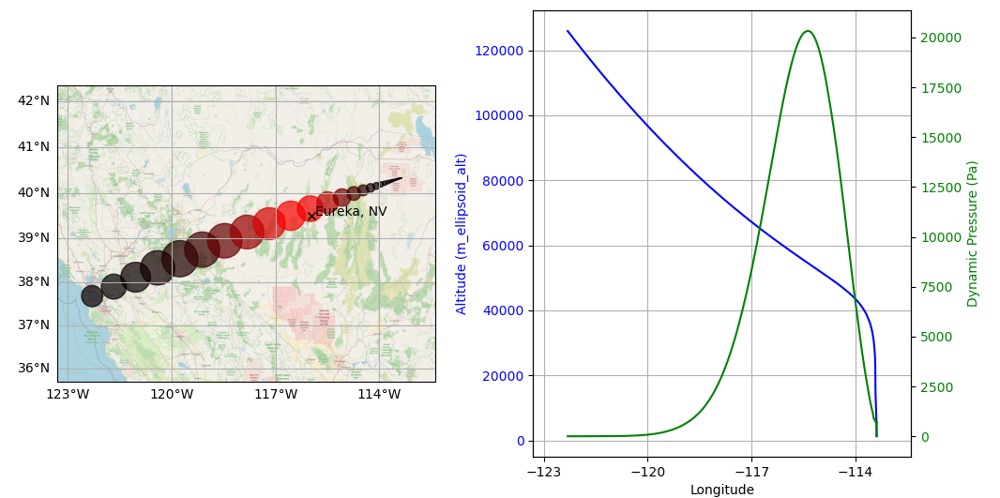 42°N
41°N
40°N
39°N
38°N
37°N
36°N
123°W
120°W
117°W
114°W
Eureka, NV
Altitude (m_ellipsoid_alt)
120000
100000
80000
60000
40000
20000
0
−123
−120
−117
−114
Longitude
20000
17500
15000
12500
10000
7500
5000
2500
0
Dynamic Pressure (Pa)